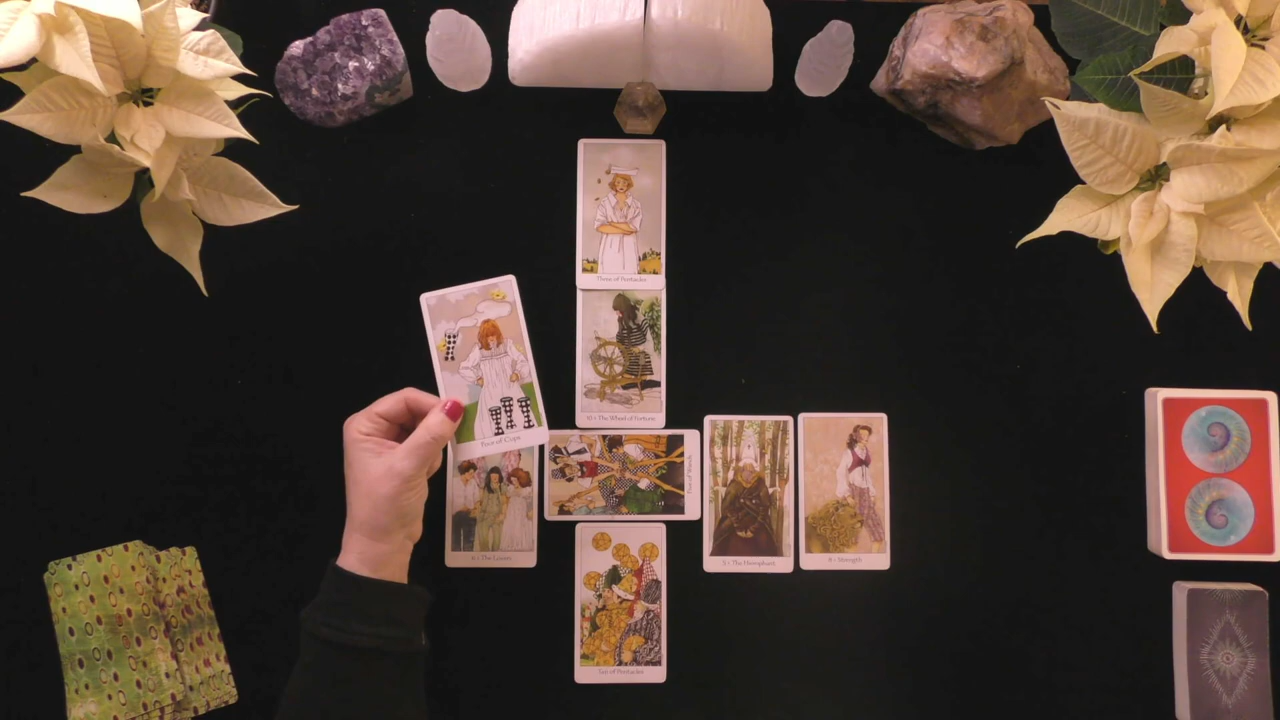 Three of Pentacles
10 · The Wheel of Fortune
Four of Cups
Five of Wands
6 · The Lovers
5 · The Hierophant
8 · Strength
Ten of Pentacles